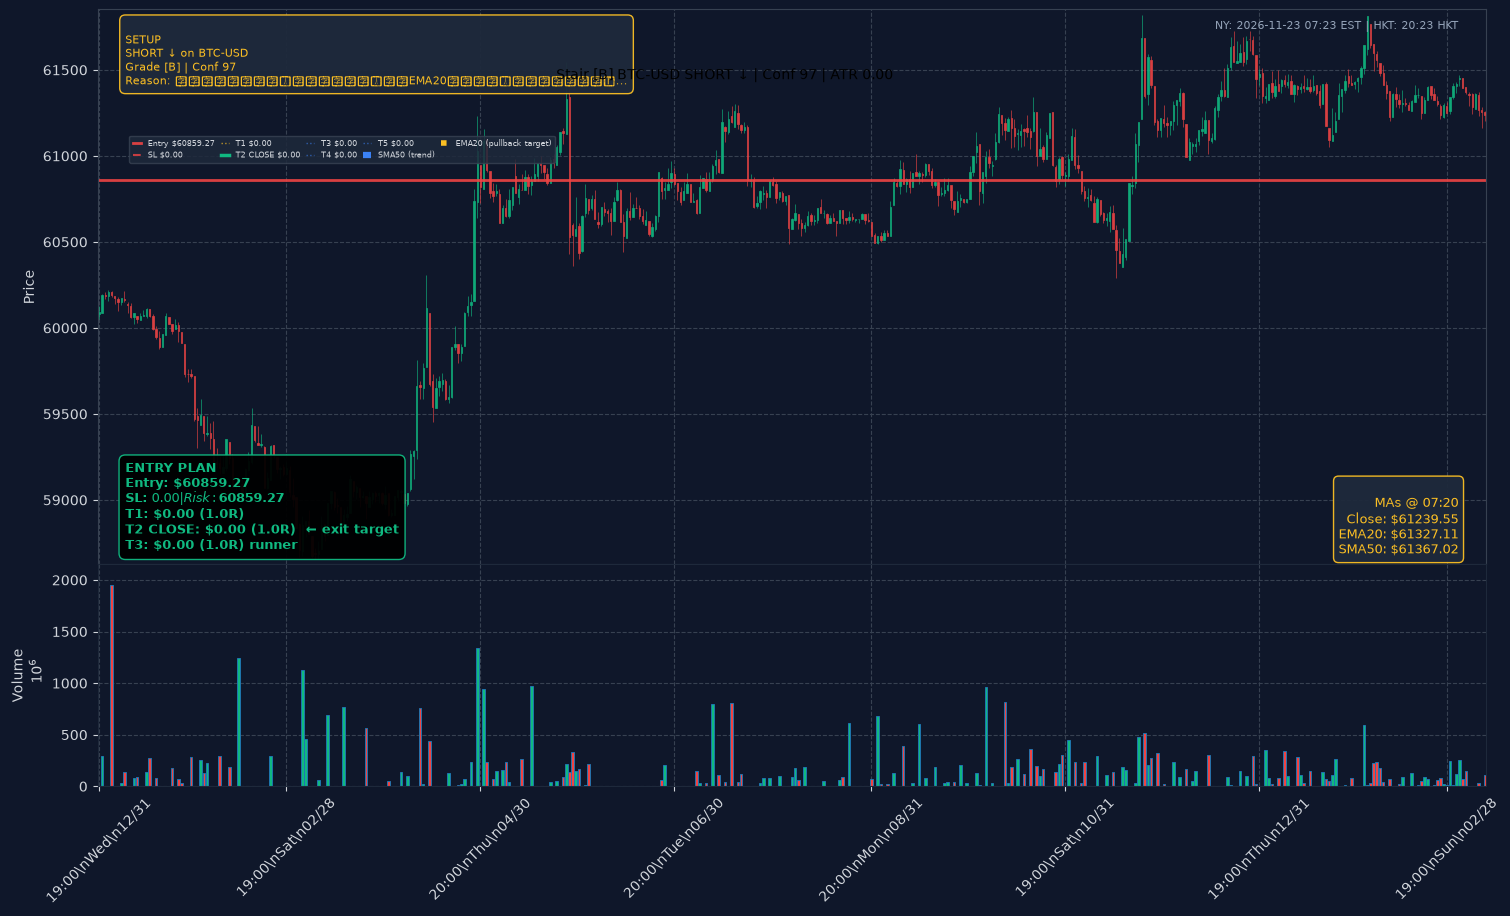 NY: 2026-11-23 07:23 EST | HKT: 20:23 HKT
SETUP
SHORT ↓ on BTC-USD
Grade [B] | Conf 97
Reason EMA20 ...
Stair [B] BTC-USD SHORT ↓ | Conf 97 | ATR 0.00
Entry $60859.27
SL $0.00
T1 $0.00
T2 CLOSE $0.00
T3 $0.00
T4 $0.00
T5 $0.00
SMA50 (trend)
EMA20 (pullback target)
Price
61500
61000
60500
60000
59500
59000
ENTRY PLAN
Entry: $60859.27
SL: 0.00|Risk:60859.27
T1: $0.00 (1.0R)
T2 CLOSE: $0.00 (1.0R) ← exit target
T3: $0.00 (1.0R) runner
MAs @ 07:20
Close: $61239.55
EMA20: $61327.11
SMA50: $61367.02
Volume
10⁶
2000
1500
1000
500
0
19:00\nWed\n12/31
19:00\nSat\n02/28
20:00\nThu\n04/30
20:00\nTue\n06/30
20:00\nMon\n08/31
19:00\nSat\n10/31
19:00\nThu\n12/31
19:00\nSun\n02/28